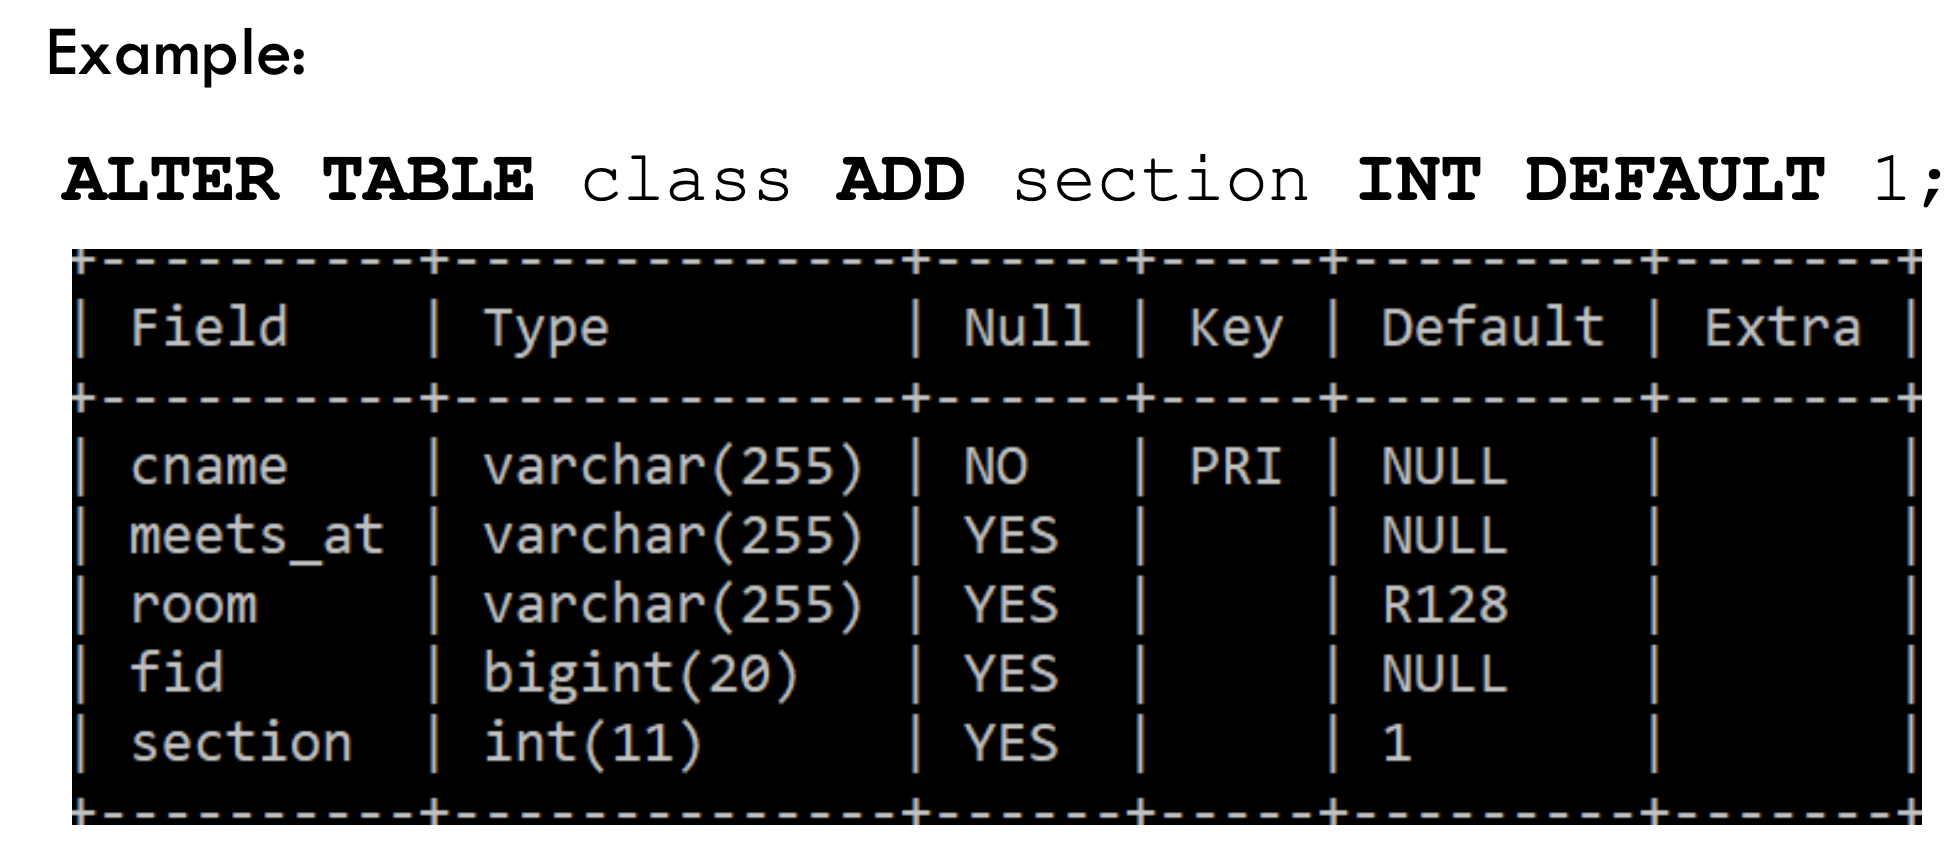 Example:
ALTER TABLE class ADD section INT DEFAULT 1;
+----------+--------------+------+-----+---------+-------+
| Field    | Type         | Null | Key | Default | Extra |
+----------+--------------+------+-----+---------+-------+
| cname    | varchar(255) | NO   | PRI | NULL    |       |
| meets_at | varchar(255) | YES  |     | NULL    |       |
| room     | varchar(255) | YES  |     | R128    |       |
| fid      | bigint(20)   | YES  |     | NULL    |       |
| section  | int(11)      | YES  |     | 1       |       |
+----------+--------------+------+-----+---------+-------+